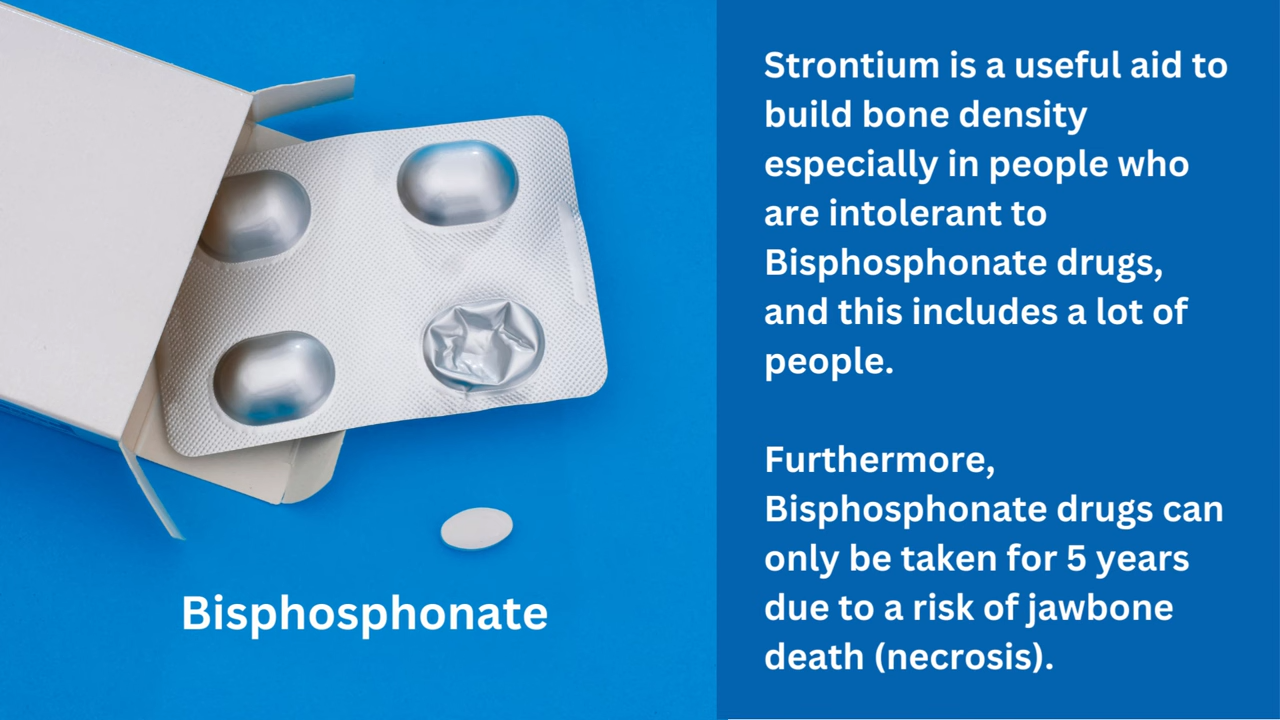 Strontium is a useful aid to
build bone density
especially in people who
are intolerant to
Bisphosphonate drugs,
and this includes a lot of
people.
Furthermore,
Bisphosphonate drugs can
only be taken for 5 years
due to a risk of jawbone
death (necrosis).
Bisphosphonate